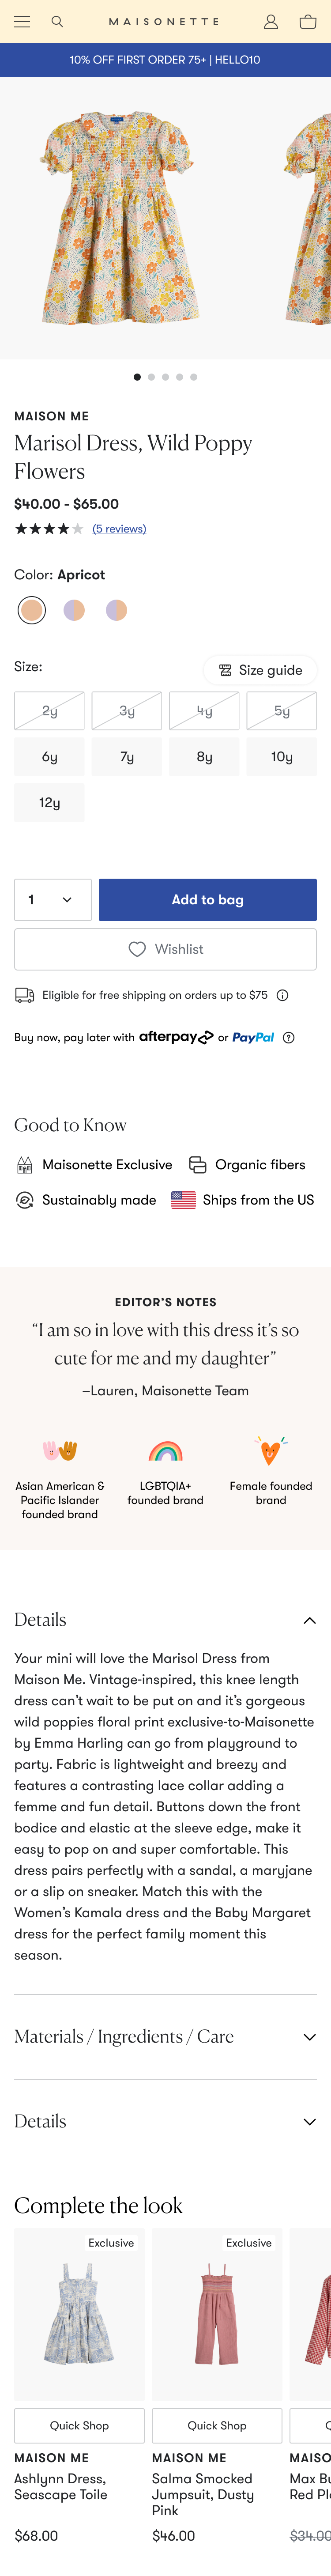 MAISONETTE
10% OFF FIRST ORDER 75+ | HELLO10
MAISON ME
Marisol Dress, Wild Poppy
Flowers
$40.00 - $65.00
(5 reviews)
Color: Apricot
Size:
Size guide
2y 3y 4y 5y
6y 7y 8y 10y
12y
1
Add to bag
Wishlist
Eligible for free shipping on orders up to $75
Buy now, pay later with afterpay or PayPal
Good to Know
Maisonette Exclusive
Organic fibers
Sustainably made
Ships from the US
EDITOR'S NOTES
“I am so in love with this dress it’s so
cute for me and my daughter”
–Lauren, Maisonette Team
Asian American &
Pacific Islander
founded brand
LGBTQIA+
founded brand
Female founded
brand
Details
Your mini will love the Marisol Dress from
Maison Me. Vintage-inspired, this knee length
dress can’t wait to be put on and it’s gorgeous
wild poppies floral print exclusive-to-Maisonette
by Emma Harling can go from playground to
party. Fabric is lightweight and breezy and
features a contrasting lace collar adding a
femme and fun detail. Buttons down the front
bodice and elastic at the sleeve edge, make it
easy to pop on and super comfortable. This
dress pairs perfectly with a sandal, a maryjane
or a slip on sneaker. Match this with the
Women’s Kamala dress and the Baby Margaret
dress for the perfect family moment this
season.
Materials / Ingredients / Care
Details
Complete the look
Exclusive
Exclusive
Quick Shop
Quick Shop
MAISON ME
Ashlynn Dress,
Seascape Toile
$68.00
MAISON ME
Salma Smocked
Jumpsuit, Dusty
Pink
$46.00
MAISO
Max Bu
Red Pl
$34.00